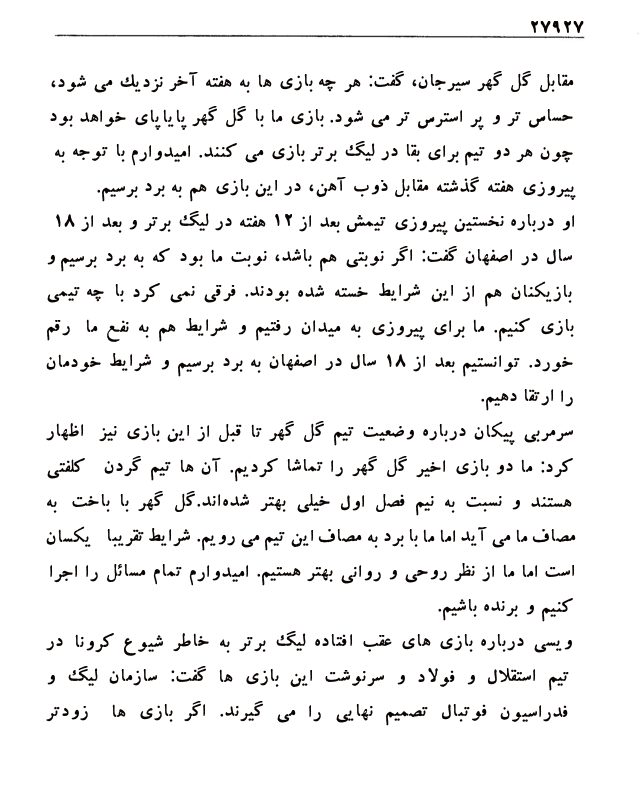 ۲۷۹۲۷
مقابل گل گهر سیرجان، گفت: هر چه بازی ها به هفته آخر نزدیك می شود،
حساس تر و پر استرس تر می شود. بازی ما با گل گهر پایاپای خواهد بود
چون هر دو تیم برای بقا در لیگ برتر بازی می کنند. امیدوارم با توجه به
پیروزی هفته گذشته مقابل ذوب آهن، در این بازی هم به برد برسیم.
او درباره نخستین پیروزی تیمش بعد از ۱۲ هفته در لیگ برتر و بعد از ۱۸
سال در اصفهان گفت: اگر نوبتی هم باشد، نوبت ما بود که به برد برسیم و
بازیکنان هم از این شرایط خسته شده بودند. فرقی نمی کرد با چه تیمی
بازی کنیم. ما برای پیروزی به میدان رفتیم و شرایط هم به نفع ما رقم
خورد. توانستیم بعد از ۱۸ سال در اصفهان به برد برسیم و شرایط خودمان
را ارتقا دهیم.
سرمربی پیکان درباره وضعیت تیم گل گهر تا قبل از این بازی نیز اظهار
کرد: ما دو بازی اخیر گل گهر را تماشا کردیم. آن ها تیم گردن کلفتی
هستند و نسبت به نیم فصل اول خیلی بهتر شده‌اند.گل گهر با باخت به
مصاف ما می آید اما ما با برد به مصاف این تیم می رویم. شرایط تقریبا یکسان
است اما ما از نظر روحی و روانی بهتر هستیم. امیدوارم تمام مسائل را اجرا
کنیم و برنده باشیم.
ویسی درباره بازی های عقب افتاده لیگ برتر به خاطر شیوع کرونا در
تیم استقلال و فولاد و سرنوشت این بازی ها گفت: سازمان لیگ و
فدراسیون فوتبال تصمیم نهایی را می گیرند. اگر بازی ها زودتر